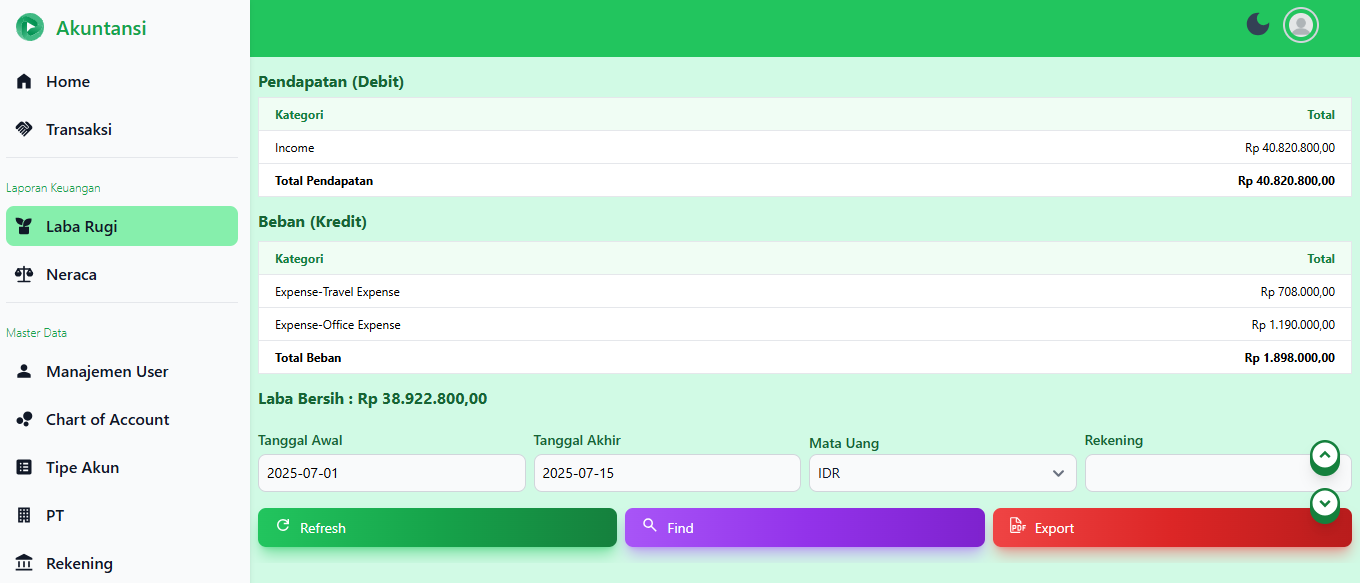 Akuntansi
Home
Transaksi
Laporan Keuangan
Laba Rugi
Neraca
Master Data
Manajemen User
Chart of Account
Tipe Akun
PT
Rekening
Pendapatan (Debit)
Kategori Total
Income Rp 40.820.800,00
Total Pendapatan Rp 40.820.800,00
Beban (Kredit)
Kategori Total
Expense-Travel Expense Rp 708.000,00
Expense-Office Expense Rp 1.190.000,00
Total Beban Rp 1.898.000,00
Laba Bersih : Rp 38.922.800,00
Tanggal Awal Tanggal Akhir Mata Uang Rekening
2025-07-01 2025-07-15 IDR
Refresh Find PDF Export